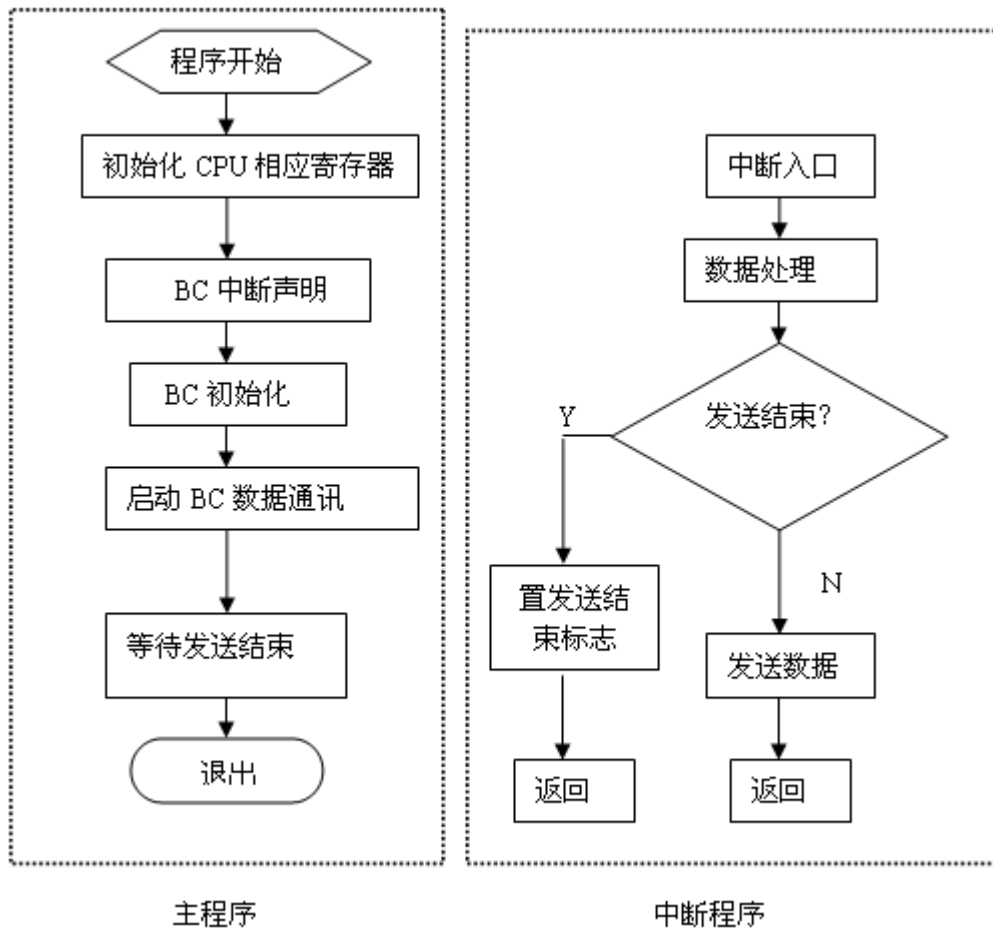 程序开始
初始化 CPU 相应寄存器
BC 中断声明
BC 初始化
启动 BC 数据通讯
等待发送结束
退出
主程序
中断入口
数据处理
发送结束?
Y
N
置发送结
束标志
发送数据
返回
返回
中断程序